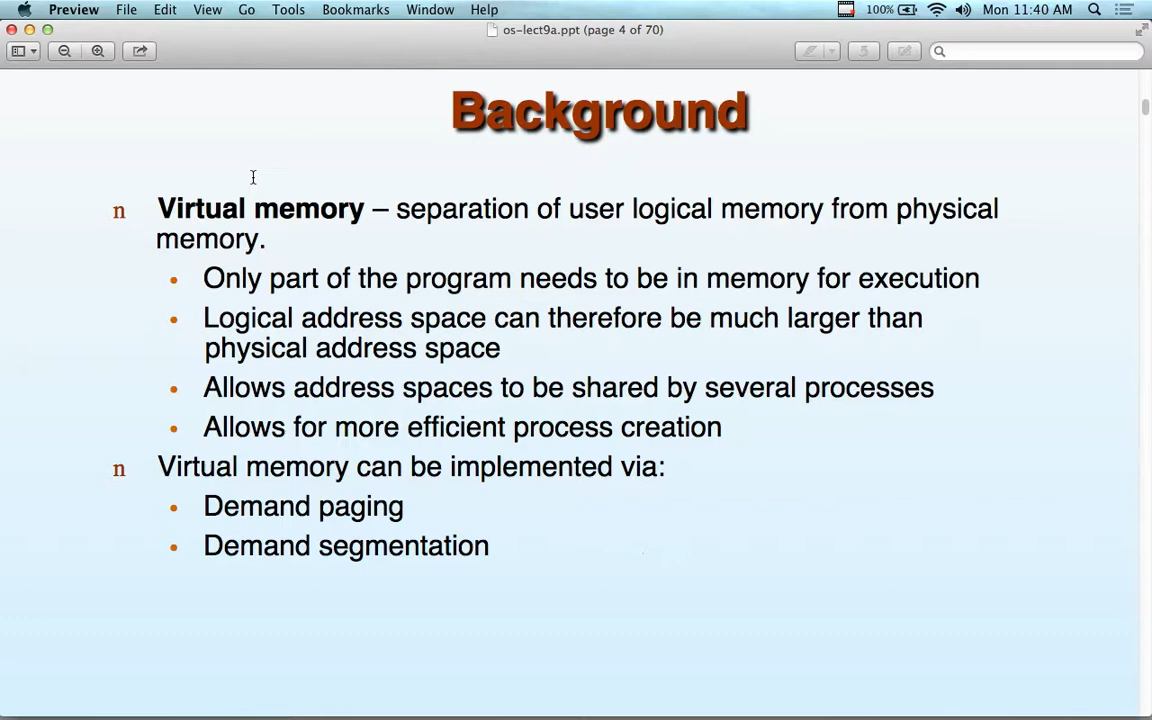 Preview File Edit View Go Tools Bookmarks Window Help 100% Mon 11:40 AM
os-lect9a.ppt (page 4 of 70)
Background
n Virtual memory – separation of user logical memory from physical
memory.
• Only part of the program needs to be in memory for execution
• Logical address space can therefore be much larger than
physical address space
• Allows address spaces to be shared by several processes
• Allows for more efficient process creation
n Virtual memory can be implemented via:
• Demand paging
• Demand segmentation